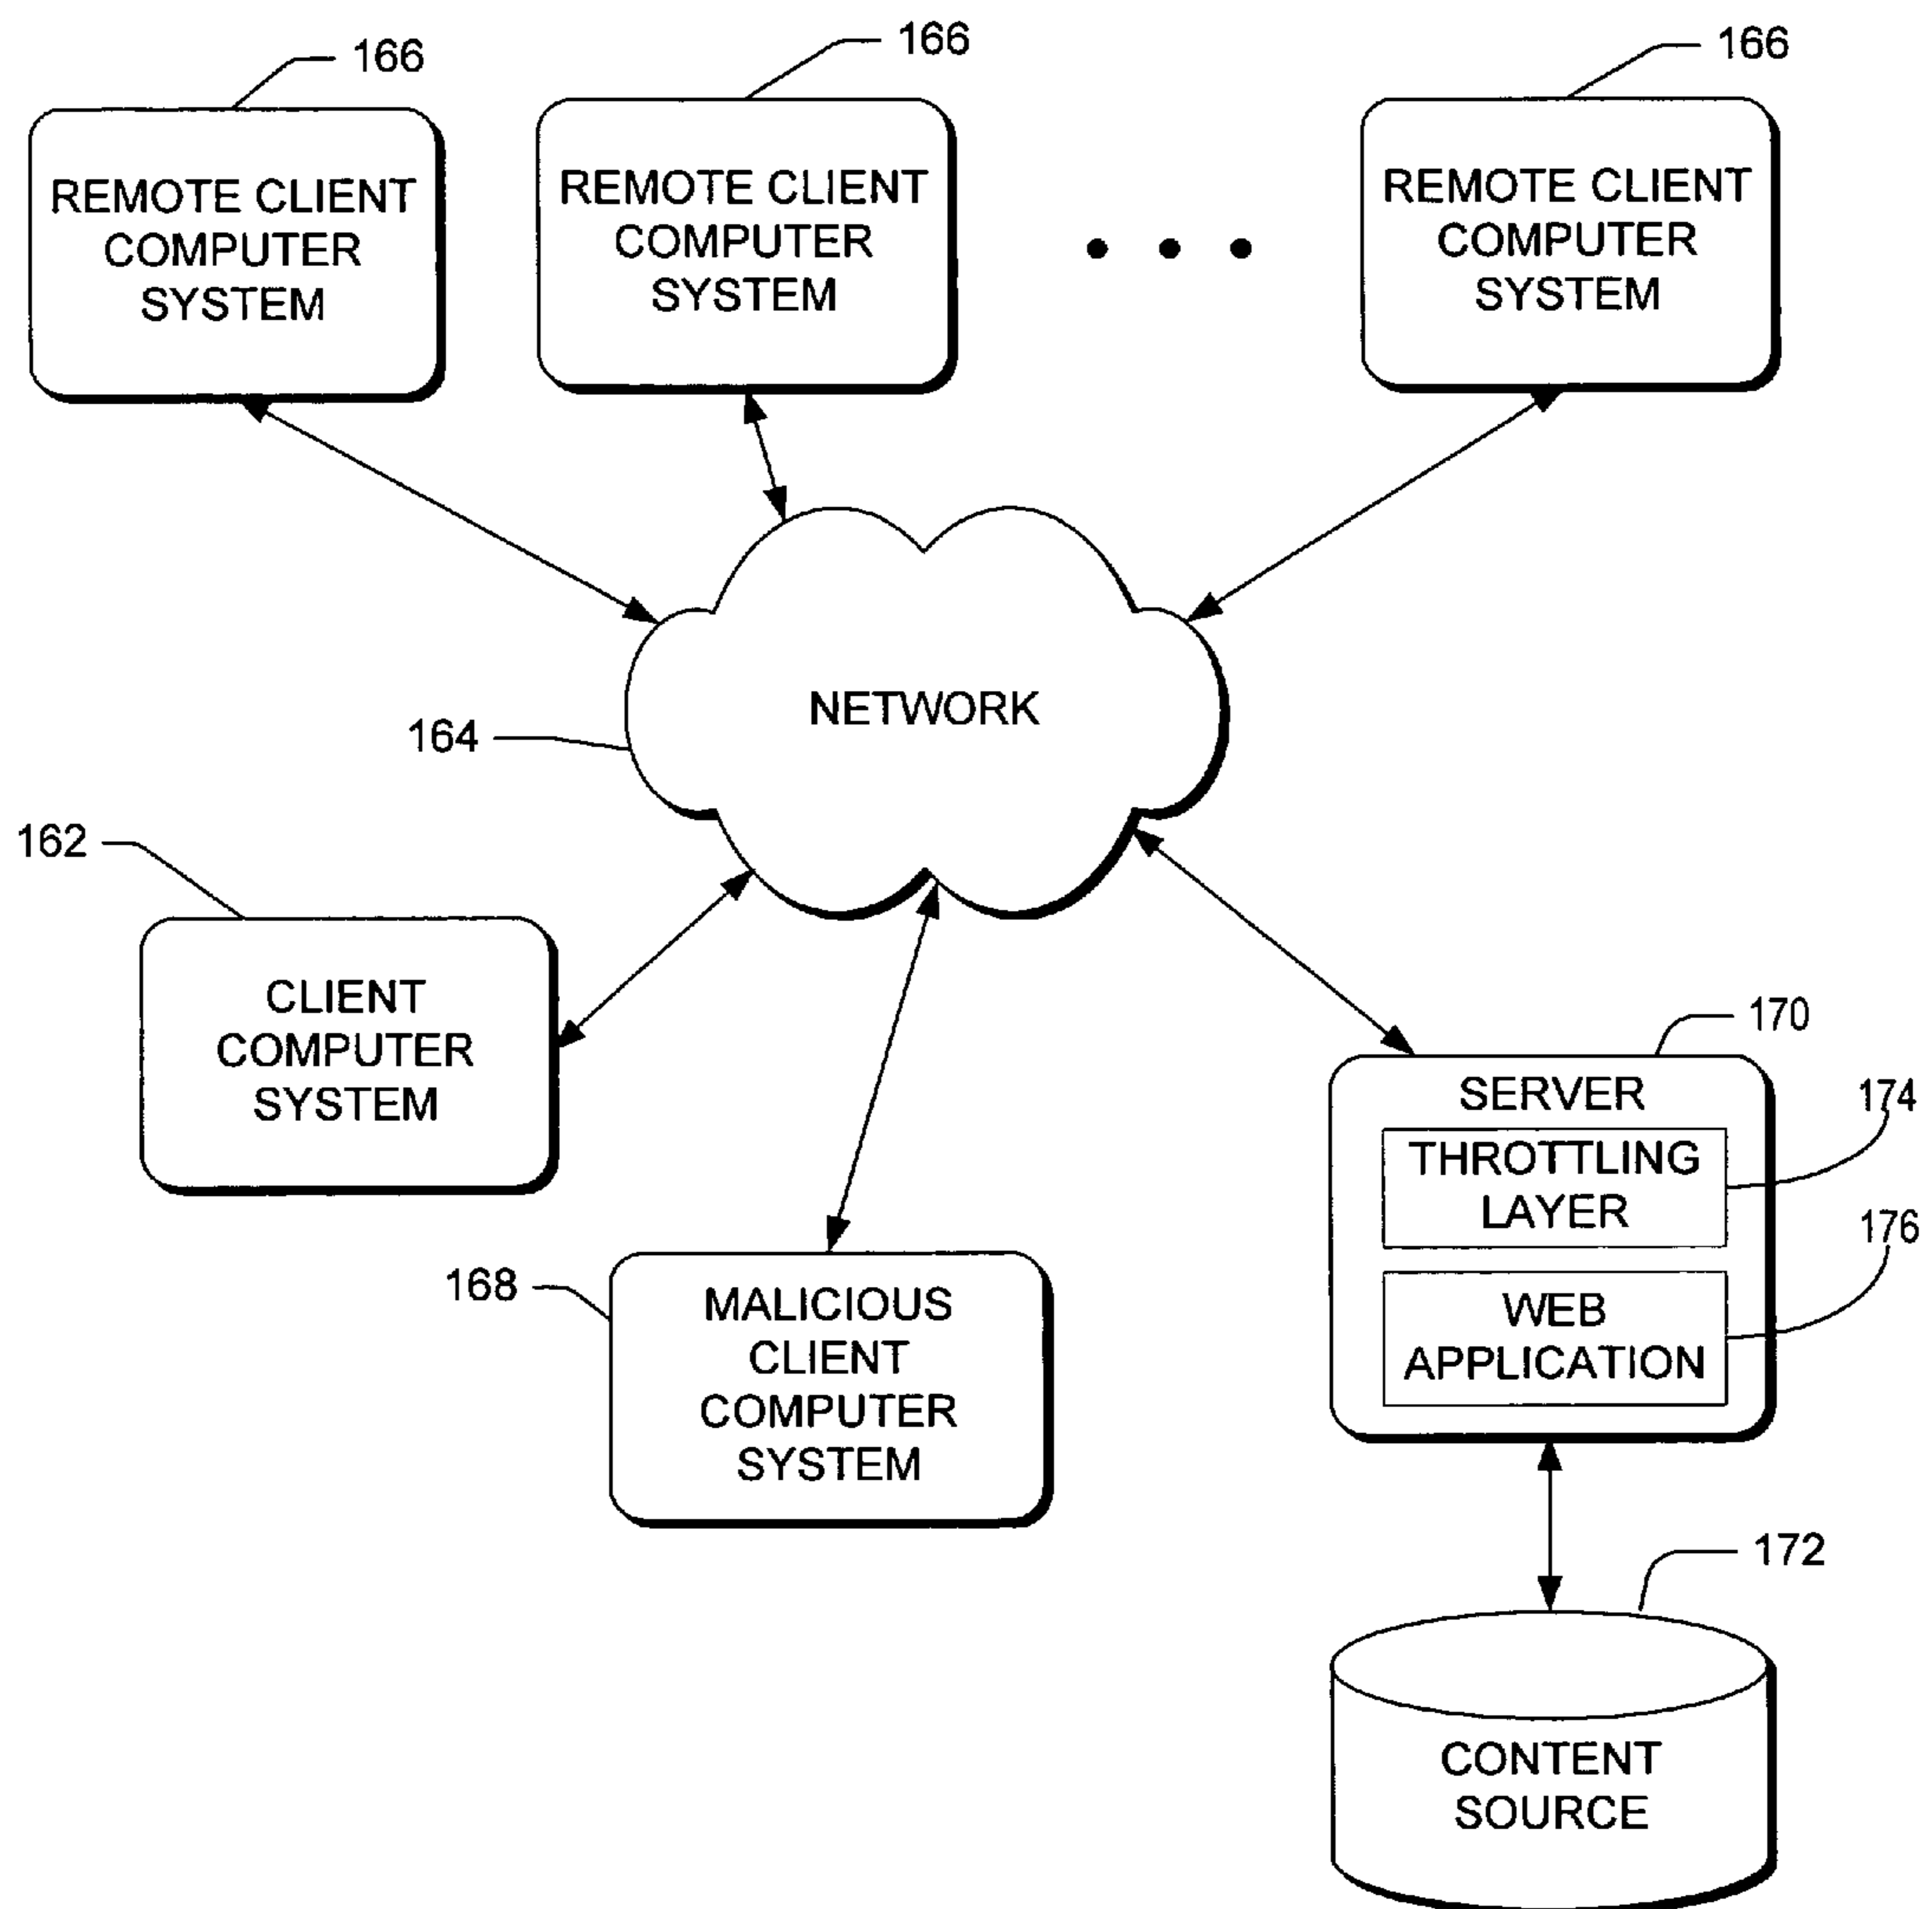 166
166
166
REMOTE CLIENT
COMPUTER
SYSTEM
REMOTE CLIENT
COMPUTER
SYSTEM
REMOTE CLIENT
COMPUTER
SYSTEM
NETWORK
164
162
CLIENT
COMPUTER
SYSTEM
168
MALICIOUS
CLIENT
COMPUTER
SYSTEM
170
SERVER
174
THROTTLING
LAYER
176
WEB
APPLICATION
172
CONTENT
SOURCE